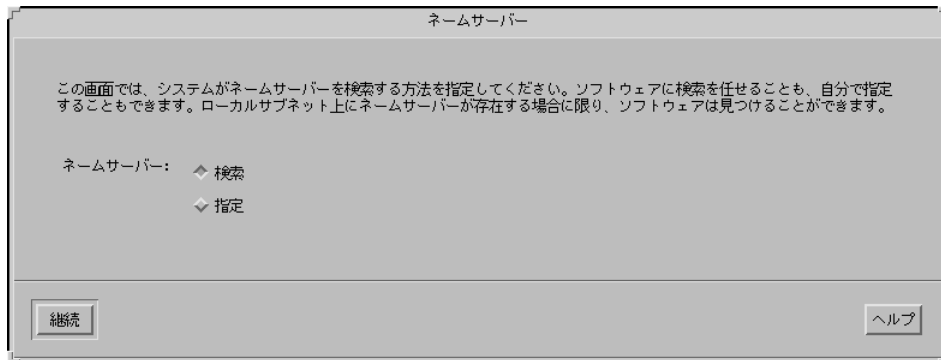 ネームサーバー
この画面では、システムがネームサーバーを検索する方法を指定してください。ソフトウェアに検索を任せることも、自分で指定
することもできます。ローカルサブネット上にネームサーバーが存在する場合に限り、ソフトウェアは見つけることができます。
ネームサーバー: 検索
指定
継続
ヘルプ